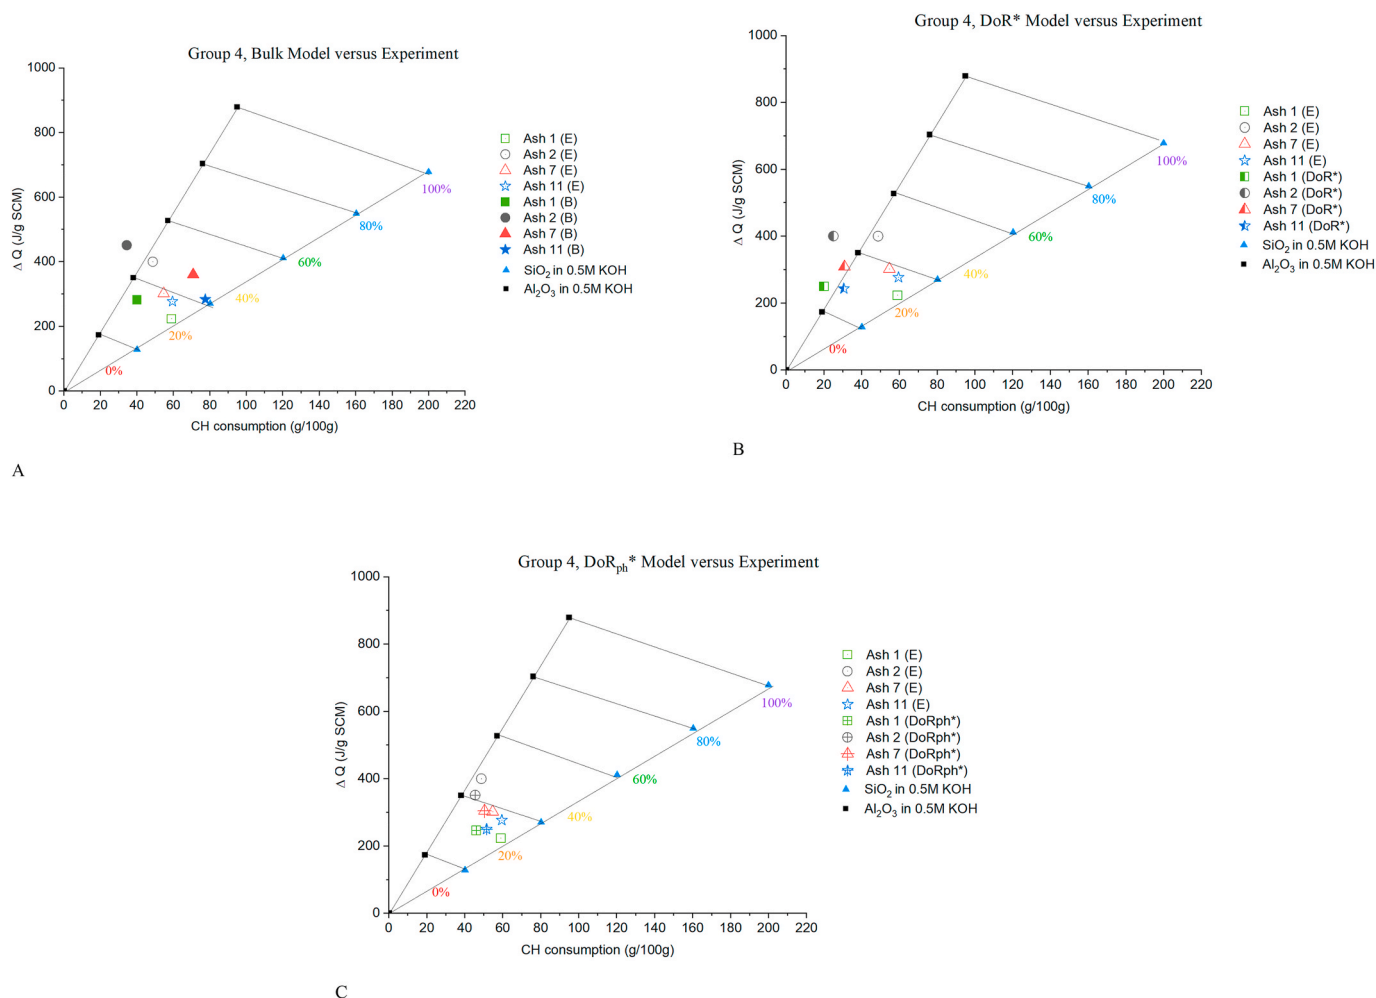 Group 4, Bulk Model versus Experiment
1000
800
600
400
200
0
Δ Q (J/g SCM)
0 20 40 60 80 100 120 140 160 180 200 220
CH consumption (g/100g)
0%
20%
40%
60%
80%
100%
Ash 1 (E)
Ash 2 (E)
Ash 7 (E)
Ash 11 (E)
Ash 1 (B)
Ash 2 (B)
Ash 7 (B)
Ash 11 (B)
SiO₂ in 0.5M KOH
Al₂O₃ in 0.5M KOH
A
Group 4, DoR* Model versus Experiment
1000
800
600
400
200
0
Δ Q (J/g SCM)
0 20 40 60 80 100 120 140 160 180 200 220
CH consumption (g/100g)
0%
20%
40%
60%
80%
100%
Ash 1 (E)
Ash 2 (E)
Ash 7 (E)
Ash 11 (E)
Ash 1 (DoR*)
Ash 2 (DoR*)
Ash 7 (DoR*)
Ash 11 (DoR*)
SiO₂ in 0.5M KOH
Al₂O₃ in 0.5M KOH
B
Group 4, DoRph* Model versus Experiment
1000
800
600
400
200
0
Δ Q (J/g SCM)
0 20 40 60 80 100 120 140 160 180 200 220
CH consumption (g/100g)
0%
20%
40%
60%
80%
100%
Ash 1 (E)
Ash 2 (E)
Ash 7 (E)
Ash 11 (E)
Ash 1 (DoRph*)
Ash 2 (DoRph*)
Ash 7 (DoRph*)
Ash 11 (DoRph*)
SiO₂ in 0.5M KOH
Al₂O₃ in 0.5M KOH
C